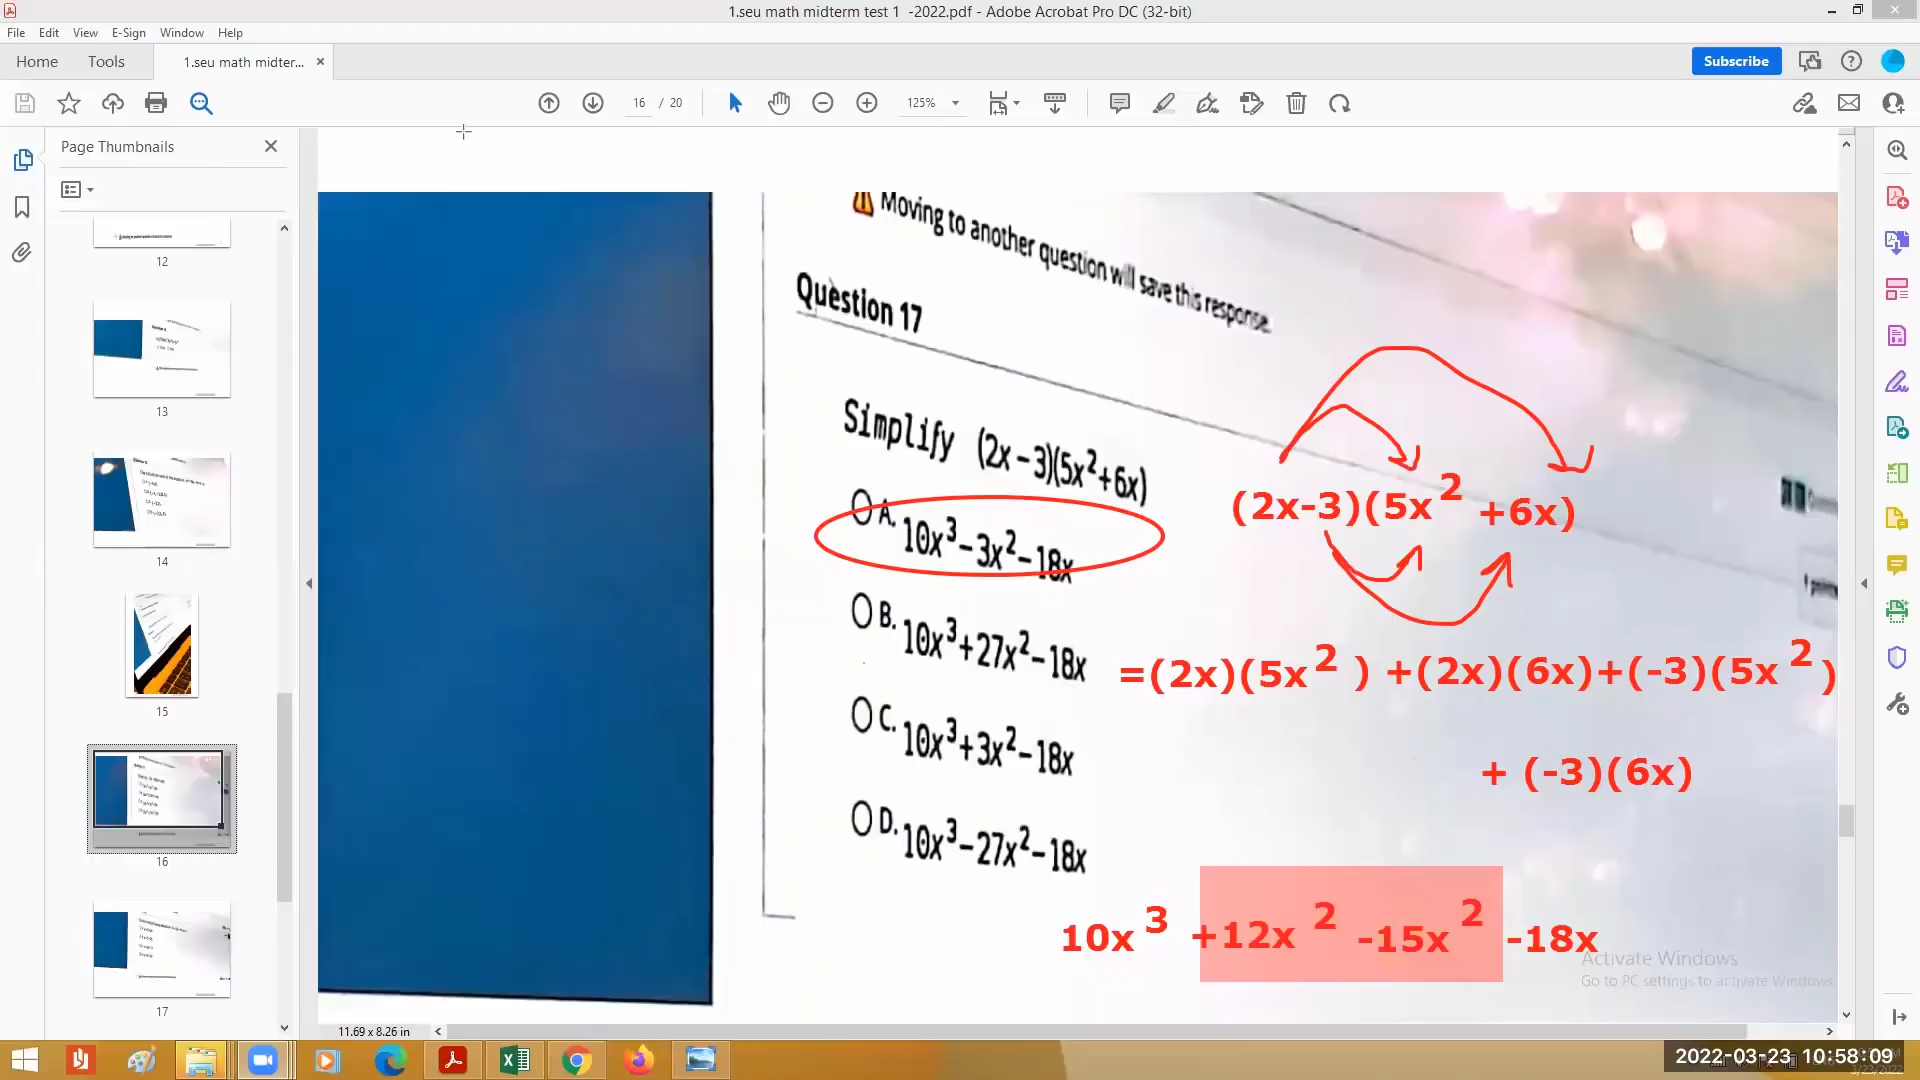 1.seu math midterm test 1 -2022.pdf - Adobe Acrobat Pro DC (32-bit)
File Edit View E-Sign Window Help
Home Tools 1.seu math midter... ×
Subscribe
16 / 20
125%
Page Thumbnails
12
13
14
15
16
17
Moving to another question will save this response.
Question 17
Simplify (2x-3)(5x²+6x)
A. 10x³-3x²-18x
B. 10x³+27x²-18x
C. 10x³+3x²-18x
D. 10x³-27x²-18x
(2x-3)(5x² +6x)
=(2x)(5x²) +(2x)(6x)+(-3)(5x²)
+ (-3)(6x)
10x³ +12x² -15x² -18x
Activate Windows
Go to PC settings to activate Windows
11.69 x 8.26 in
2022-03-23 10:58:09
3/23/2022